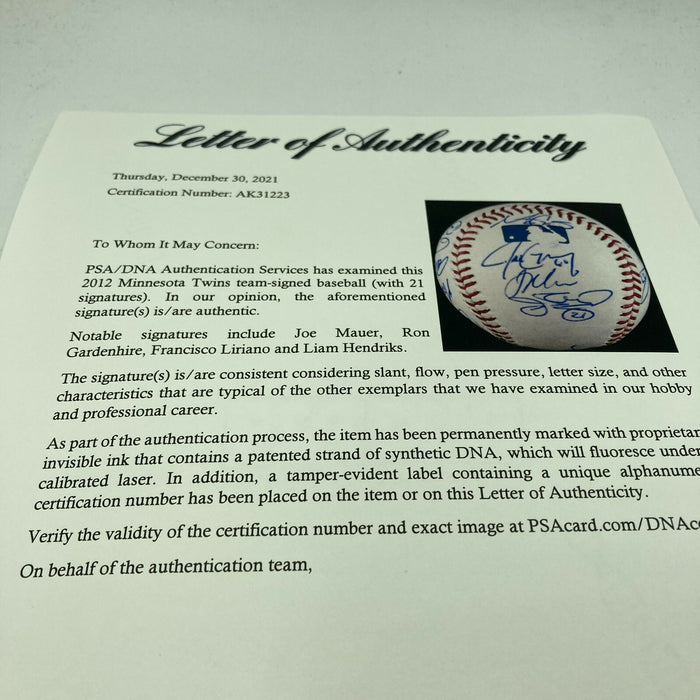 Letter of Authenticity
Thursday, December 30, 2021
Certification Number: AK31223
To Whom It May Concern:
PSA/DNA Authentication Services has examined this
2012 Minnesota Twins team-signed baseball (with 21
signatures). In our opinion, the aforementioned
signature(s) is/are authentic.
Notable signatures include Joe Mauer, Ron
Gardenhire, Francisco Liriano and Liam Hendriks.
The signature(s) is/are consistent considering slant, flow, pen pressure, letter size, and other
characteristics that are typical of the other exemplars that we have examined in our hobby
and professional career.
As part of the authentication process, the item has been permanently marked with proprietar
invisible ink that contains a patented strand of synthetic DNA, which will fluoresce under
calibrated laser. In addition, a tamper-evident label containing a unique alphanume
certification number has been placed on the item or on this Letter of Authenticity.
Verify the validity of the certification number and exact image at PSAcard.com/DNAc
On behalf of the authentication team,